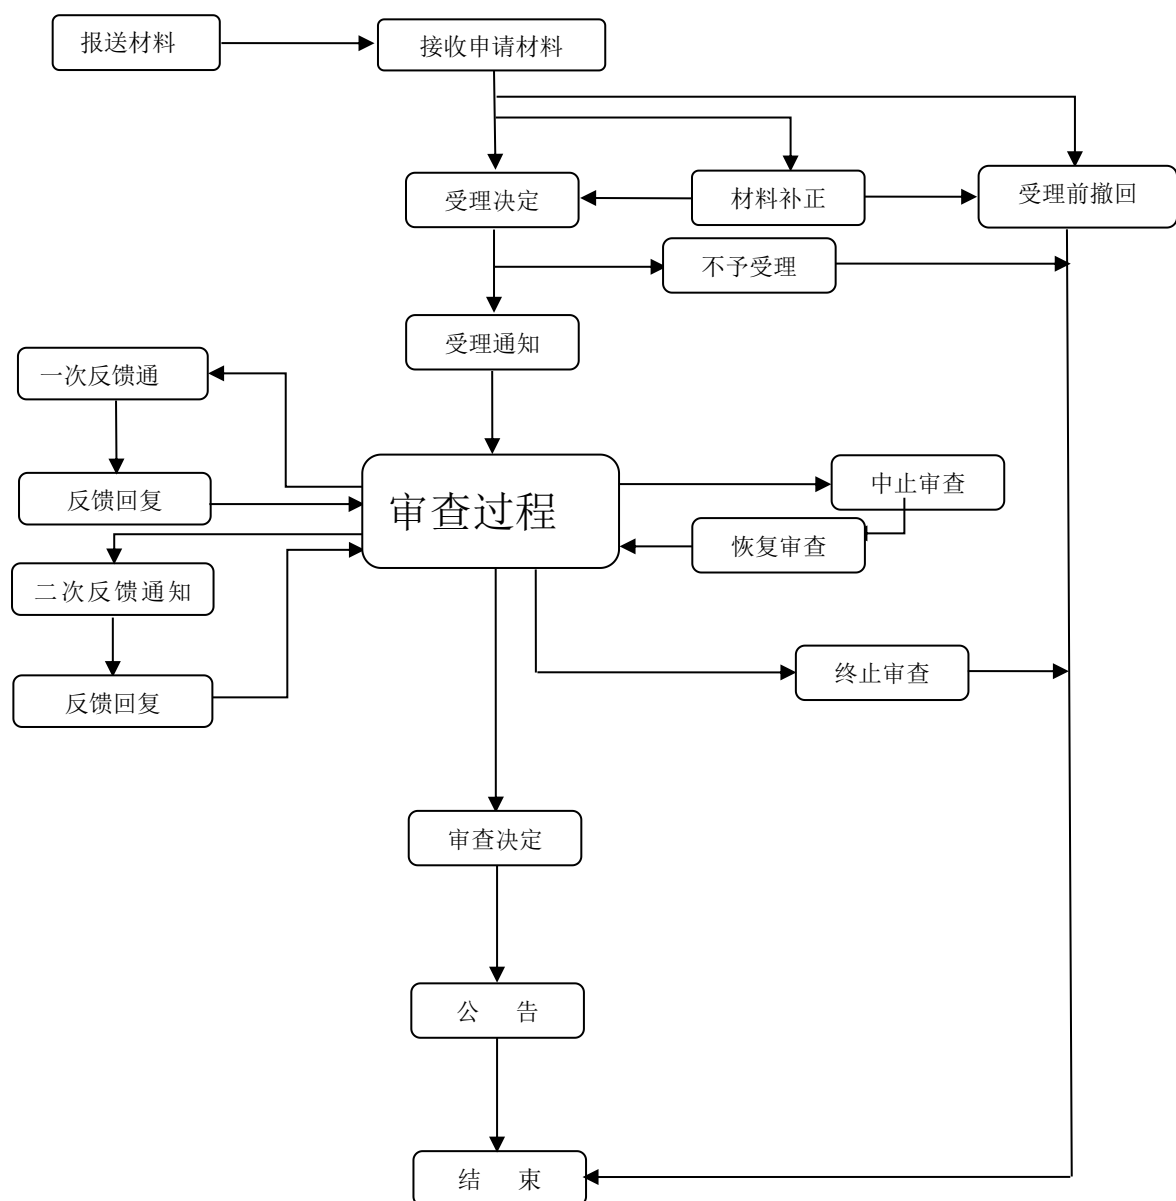 报送材料
接收申请材料
受理决定
材料补正
受理前撤回
不予受理
受理通知
一次反馈通
反馈回复
审查过程
中止审查
恢复审查
二次反馈通知
反馈回复
终止审查
审查决定
公 告
结 束